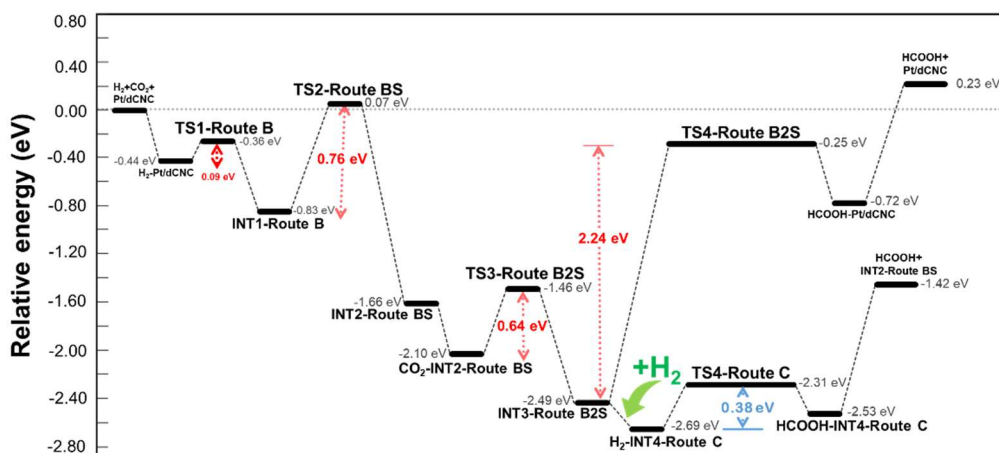 Relative energy (eV)
0.80
0.40
0.00
-0.40
-0.80
-1.20
-1.60
-2.00
-2.40
-2.80
H2+CO2+
Pt/dCNC
-0.44 eV
H2-Pt/dCNC
TS1-Route B
-0.36 eV
0.09 eV
-0.83 eV
INT1-Route B
TS2-Route BS
0.07 eV
0.76 eV
-1.66 eV
INT2-Route BS
-2.10 eV
CO2-INT2-Route BS
TS3-Route B2S
-1.46 eV
0.64 eV
-2.49 eV
INT3-Route B2S
2.24 eV
+H2
-2.69 eV
H2-INT4-Route C
TS4-Route B2S
-0.25 eV
-0.72 eV
HCOOH-Pt/dCNC
HCOOH+
Pt/dCNC
0.23 eV
TS4-Route C
-2.31 eV
0.38 eV
-2.53 eV
HCOOH-INT4-Route C
HCOOH+
INT2-Route BS
-1.42 eV